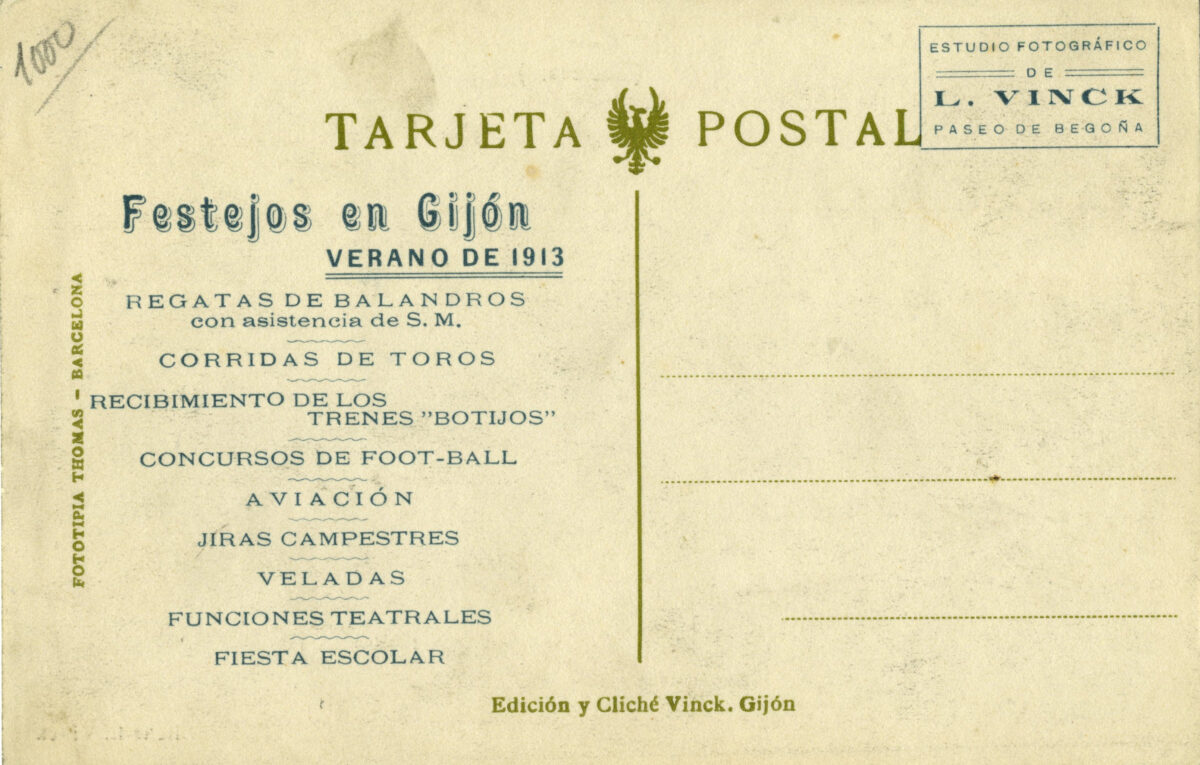 1000
ESTUDIO FOTOGRÁFICO
DE
L. VINCK
PASEO DE BEGOÑA
TARJETA POSTAL
Festejos en Gijón
VERANO DE 1913
REGATAS DE BALANDROS
con asistencia de S. M.
CORRIDAS DE TOROS
RECIBIMIENTO DE LOS
TRENES "BOTIJOS"
CONCURSOS DE FOOT-BALL
AVIACIÓN
JIRAS CAMPESTRES
VELADAS
FUNCIONES TEATRALES
FIESTA ESCOLAR
FOTOTIPIA THOMAS - BARCELONA
Edición y Cliché Vinck. Gijón